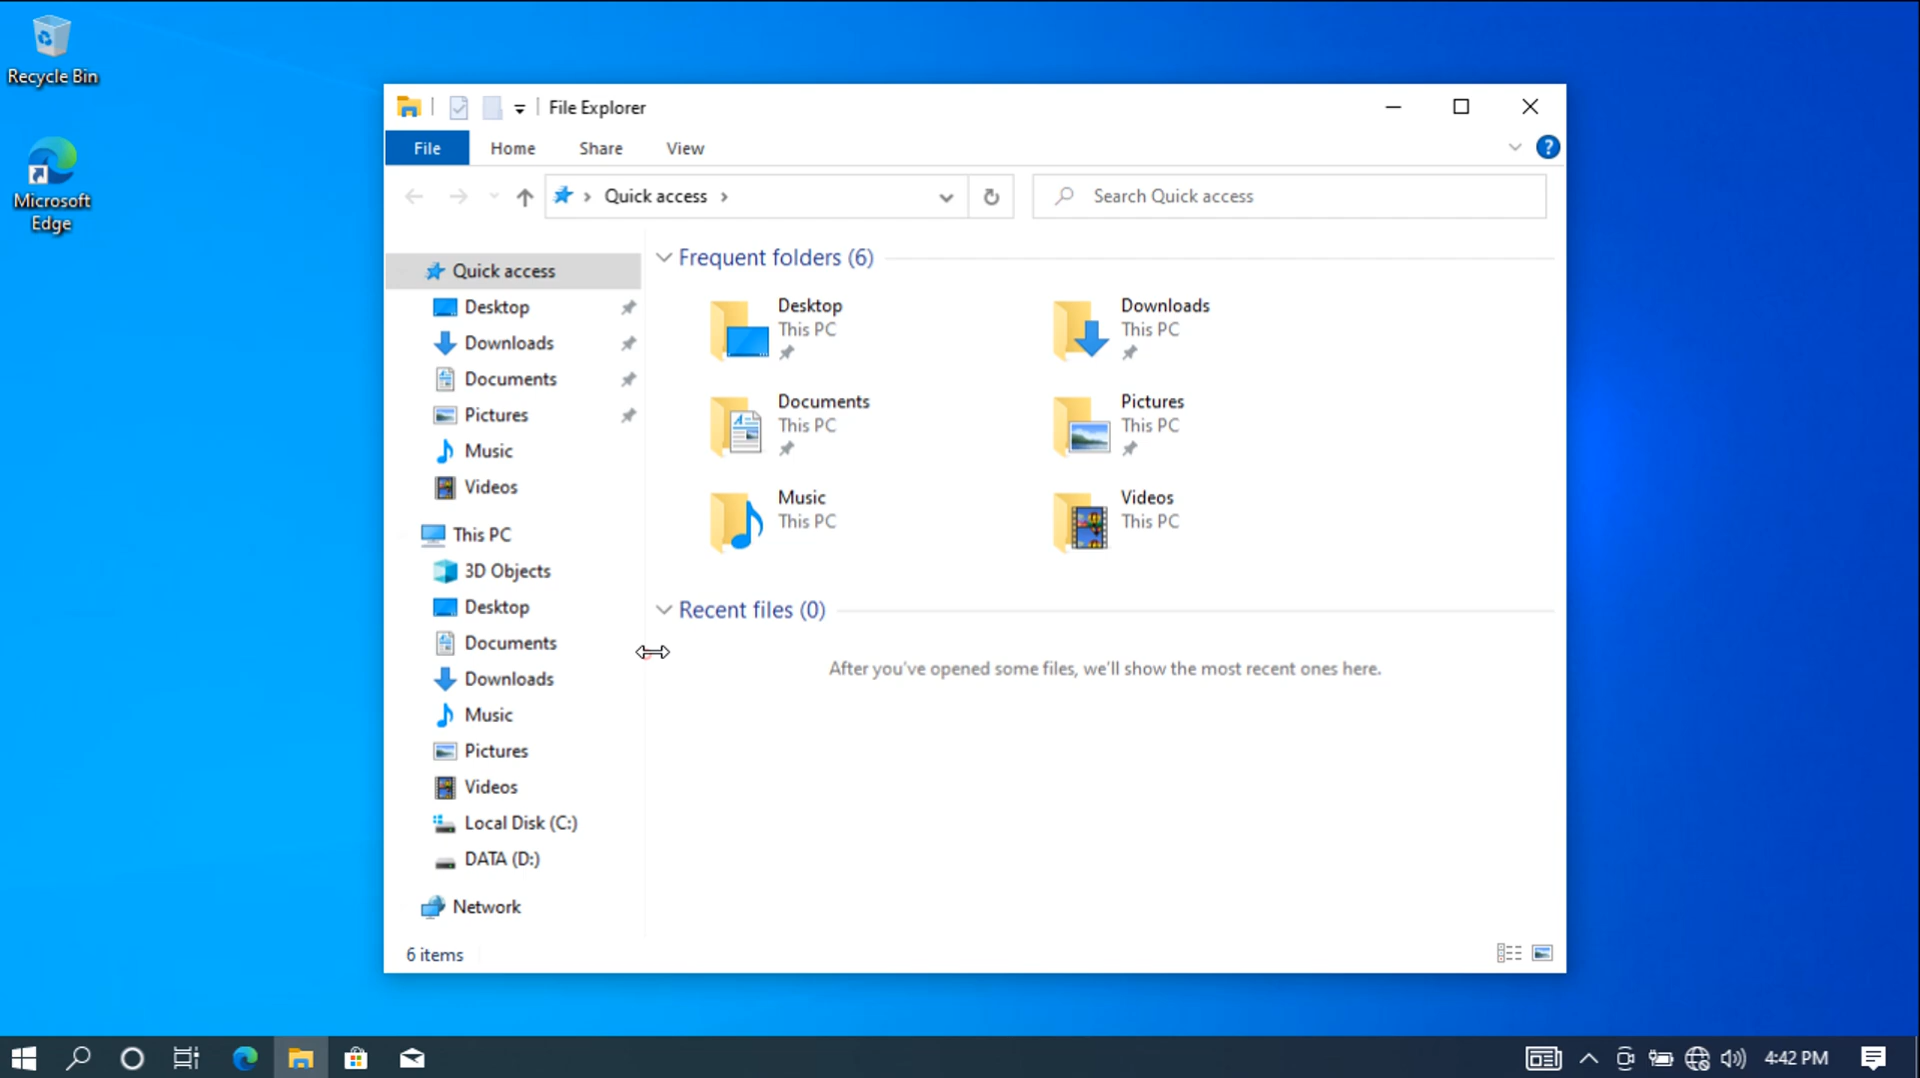 Recycle Bin
Microsoft
Edge
File Explorer
File
Home
Share
View
Quick access
Search Quick access
Quick access
Desktop
Downloads
Documents
Pictures
Music
Videos
This PC
3D Objects
Desktop
Documents
Downloads
Music
Pictures
Videos
Local Disk (C:)
DATA (D:)
Network
Frequent folders (6)
Desktop
This PC
Downloads
This PC
Documents
This PC
Pictures
This PC
Music
This PC
Videos
This PC
Recent files (0)
After you've opened some files, we'll show the most recent ones here.
6 items
4:42 PM